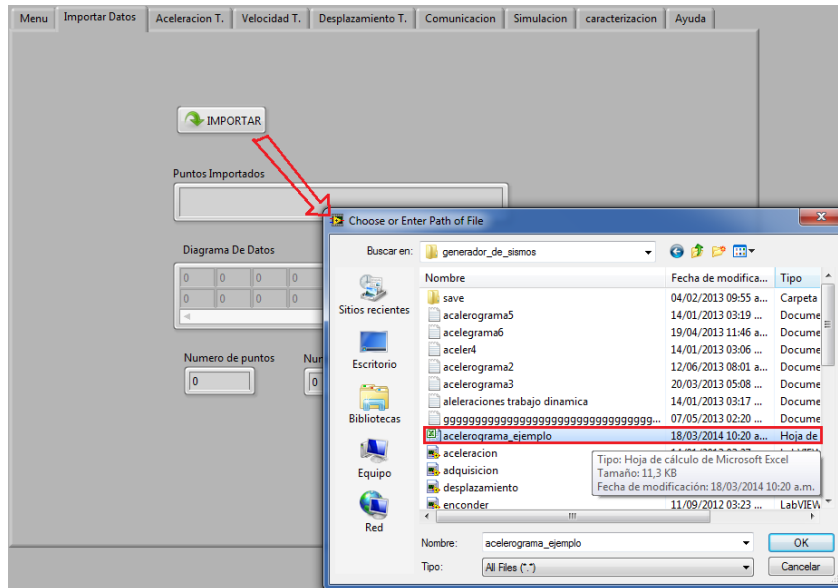 Menu Importar Datos Aceleracion T. Velocidad T. Desplazamiento T. Comunicacion Simulacion caracterizacion Ayuda
IMPORTAR
Puntos Importados
Diagrama De Datos
0 0 0 0
0 0 0 0
Numero de puntos Nur
0 0
Choose or Enter Path of File
Buscar en: generador_de_sismos
Sitios recientes
Escritorio
Bibliotecas
Equipo
Red
Nombre Fecha de modifica... Tipo
save 04/02/2013 09:55 a... Carpeta
acalerograma5 14/01/2013 03:19 ... Docume
acelegrama6 19/04/2013 11:46 a... Docume
aceler4 14/01/2013 03:06 ... Docume
acelerograma2 12/06/2013 08:01 a... Docume
acelerograma3 20/03/2013 05:08 ... Docume
aleleraciones trabajo dinamica 14/01/2013 03:17 ... Docume
gggggggggggggggggggggggggggggggggg... 07/05/2013 02:20 ... Docume
acelerograma_ejemplo 18/03/2014 10:20 a... Hoja de
aceleracion
adquisicion
desplazamiento
enconder 11/09/2012 03:23 ... LabVIEW
Tipo: Hoja de cálculo de Microsoft Excel
Tamaño: 11,3 KB
Fecha de modificación: 18/03/2014 10:20 a.m.
Nombre: acelerograma_ejemplo OK
Tipo: All Files (*.*) Cancelar